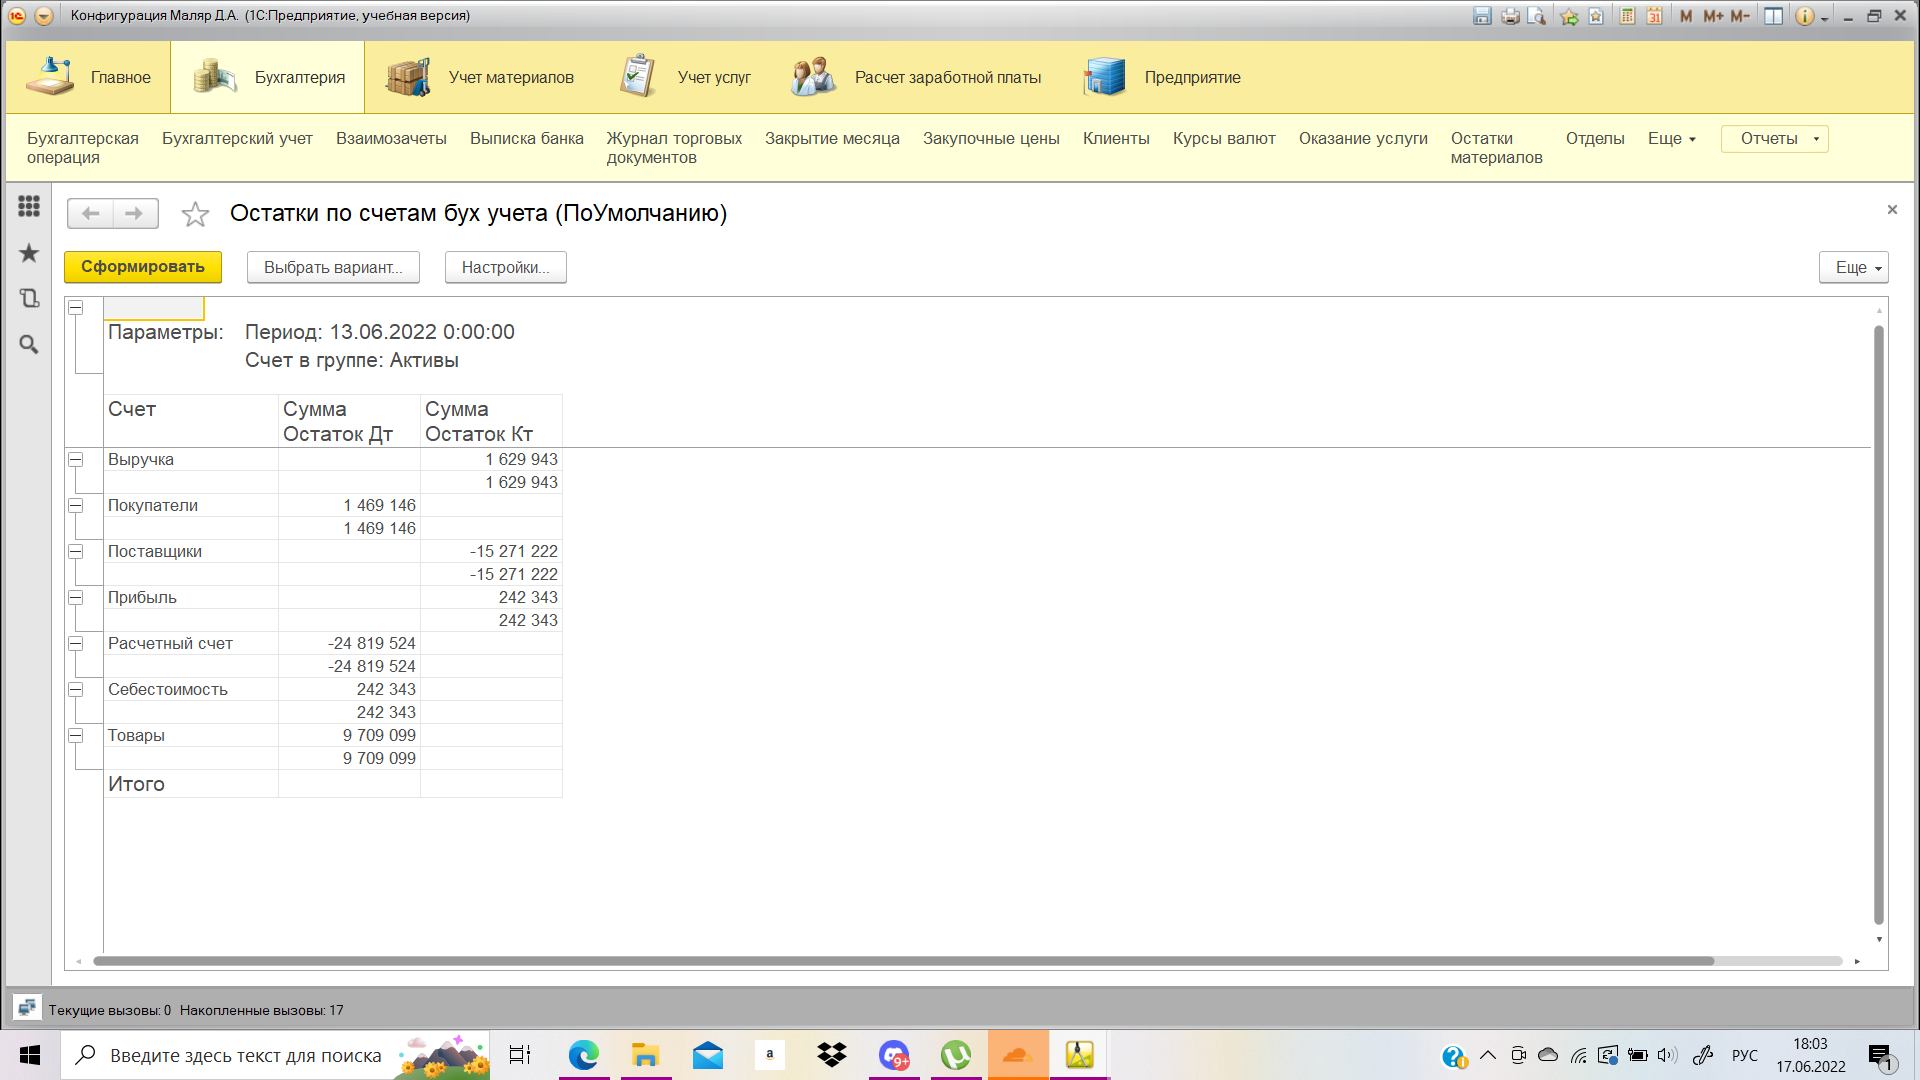 Конфигурация Маляр Д.А. (1С:Предприятие, учебная версия)
M M+ M-
Главное
Бухгалтерия
Учет материалов
Учет услуг
Расчет заработной платы
Предприятие
Бухгалтерская операция
Бухгалтерский учет
Взаимозачеты
Выписка банка
Журнал торговых документов
Закрытие месяца
Закупочные цены
Клиенты
Курсы валют
Оказание услуги
Остатки материалов
Отделы
Еще
Отчеты
Остатки по счетам бух учета (ПоУмолчанию)
Сформировать
Выбрать вариант...
Настройки...
Еще
Параметры: Период: 13.06.2022 0:00:00
Счет в группе: Активы
Счет Сумма Остаток Дт Сумма Остаток Кт
Выручка 1 629 943
1 629 943
Покупатели 1 469 146
1 469 146
Поставщики -15 271 222
-15 271 222
Прибыль 242 343
242 343
Расчетный счет -24 819 524
-24 819 524
Себестоимость 242 343
242 343
Товары 9 709 099
9 709 099
Итого
Текущие вызовы: 0 Накопленные вызовы: 17
Введите здесь текст для поиска
a
9+
РУС
18:03
17.06.2022
1